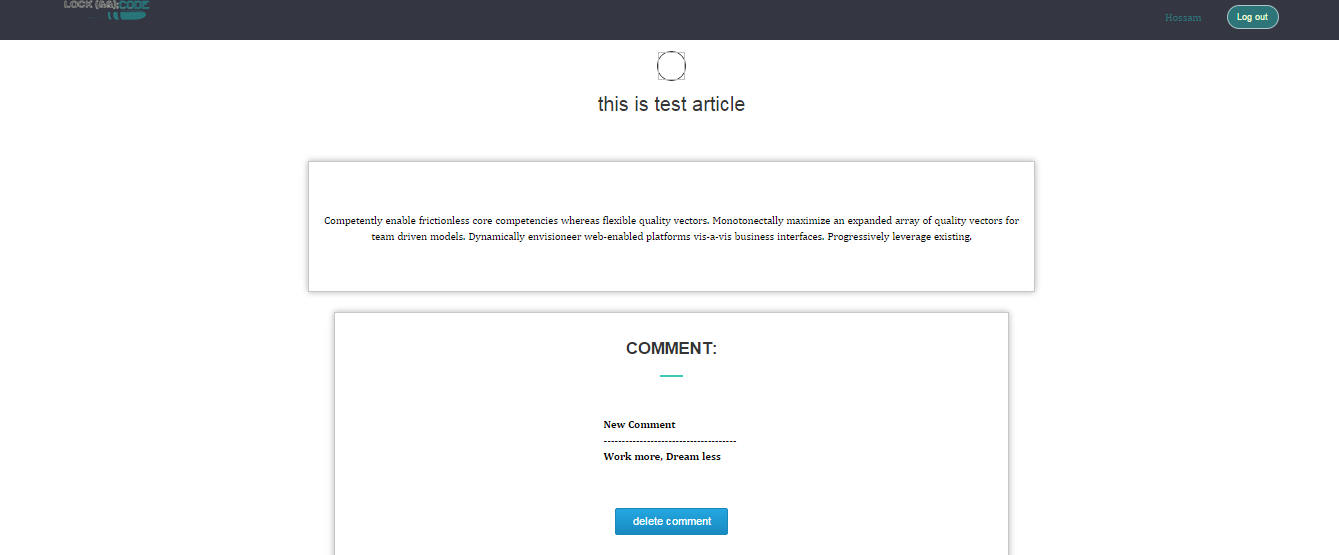 LOCK {&&};CODE
Hossam
Log out
this is test article
Competently enable frictionless core competencies whereas flexible quality vectors. Monotonectally maximize an expanded array of quality vectors for
team driven models. Dynamically envisioneer web-enabled platforms vis-a-vis business interfaces. Progressively leverage existing.
COMMENT:
New Comment
-------------------------------------
Work more, Dream less
delete comment